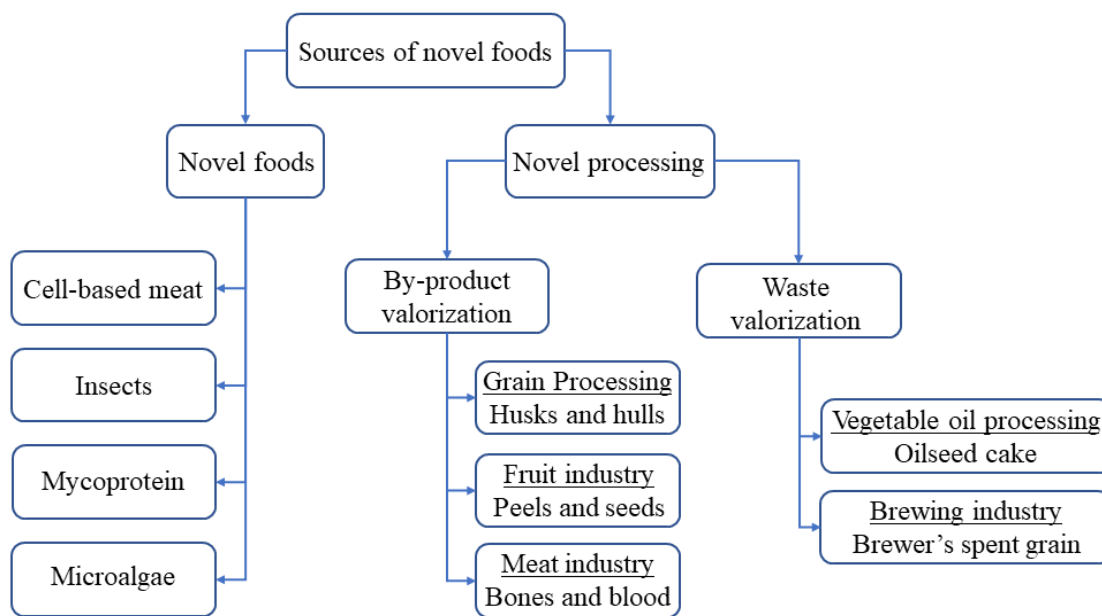 Sources of novel foods
Novel foods
Novel processing
Cell-based meat
Insects
Mycoprotein
Microalgae
By-product
valorization
Grain Processing
Husks and hulls
Fruit industry
Peels and seeds
Meat industry
Bones and blood
Waste
valorization
Vegetable oil processing
Oilseed cake
Brewing industry
Brewer’s spent grain